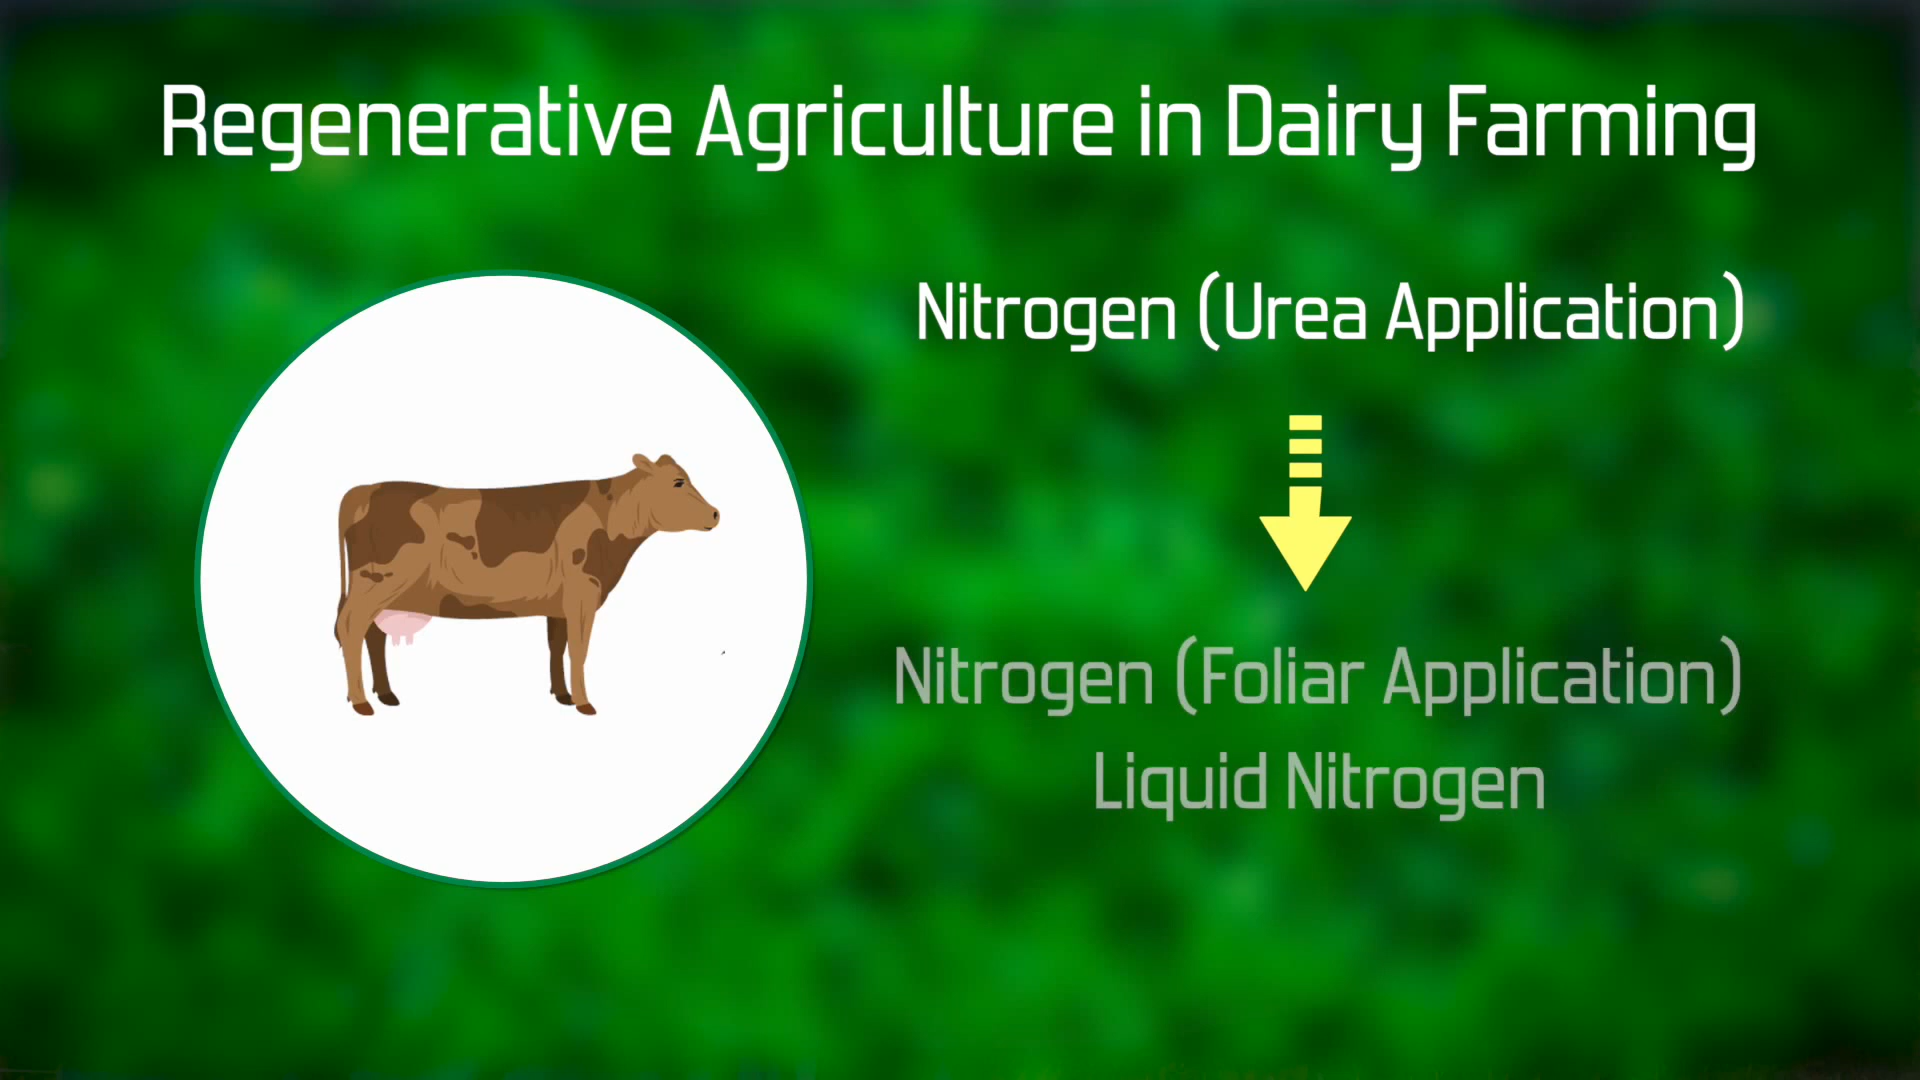 Regenerative Agriculture in Dairy Farming
Nitrogen (Urea Application)
Nitrogen (Foliar Application)
Liquid Nitrogen